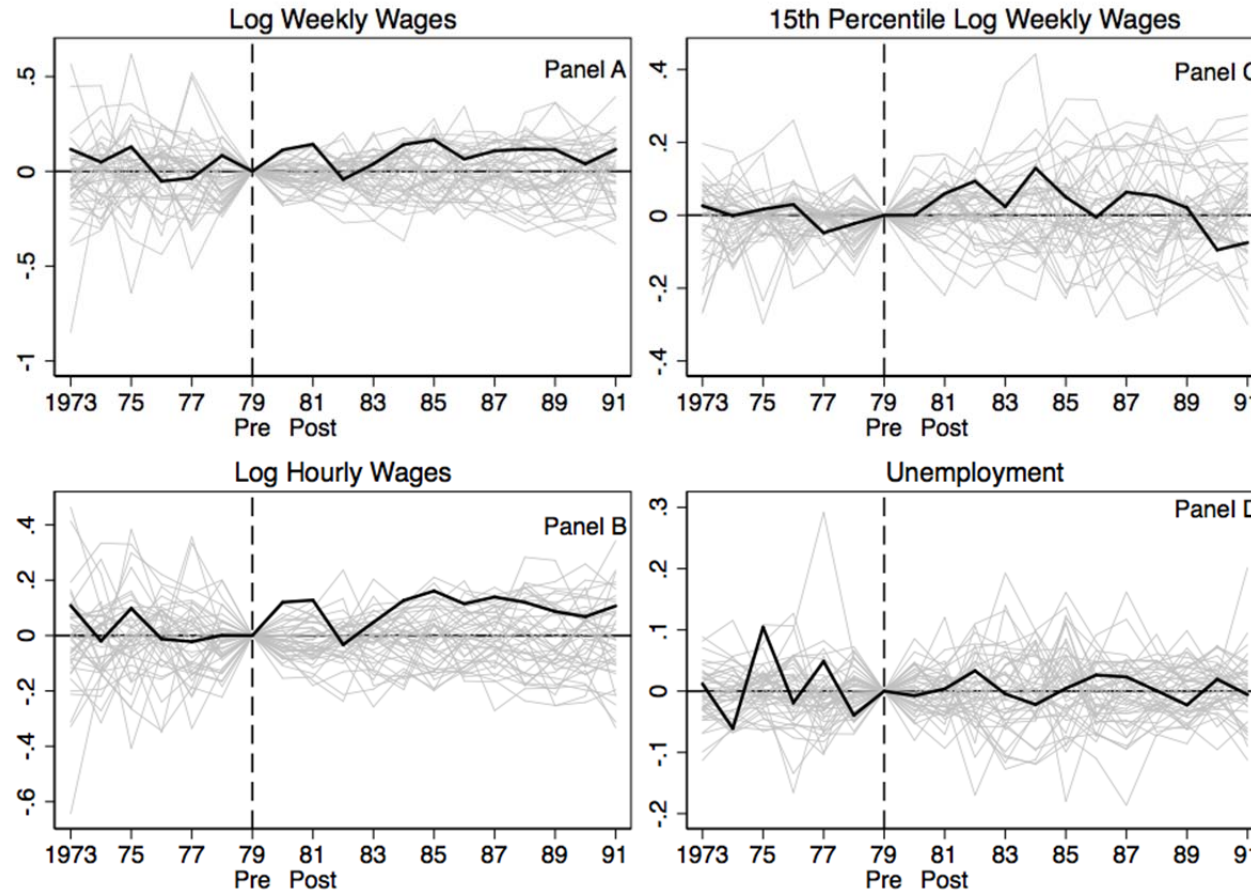 Log Weekly Wages
Panel A
.5
0
-.5
-1
1973 75 77 79 81 83 85 87 89 91
Pre Post
15th Percentile Log Weekly Wages
Panel C
.4
.2
0
-.2
-.4
1973 75 77 79 81 83 85 87 89 91
Pre Post
Log Hourly Wages
Panel B
.4
.2
0
-.2
-.4
-.6
1973 75 77 79 81 83 85 87 89 91
Pre Post
Unemployment
Panel D
.3
.2
.1
0
-.1
-.2
1973 75 77 79 81 83 85 87 89 91
Pre Post